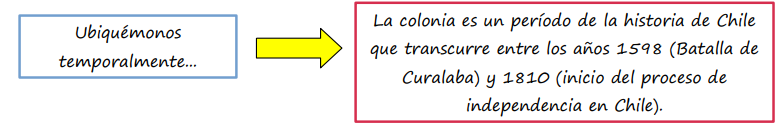 Ubiquémonos
temporalmente...
La colonia es un período de la historia de Chile
que transcurre entre los años 1598 (Batalla de
Curalaba) y 1810 (inicio del proceso de
independencia en Chile).